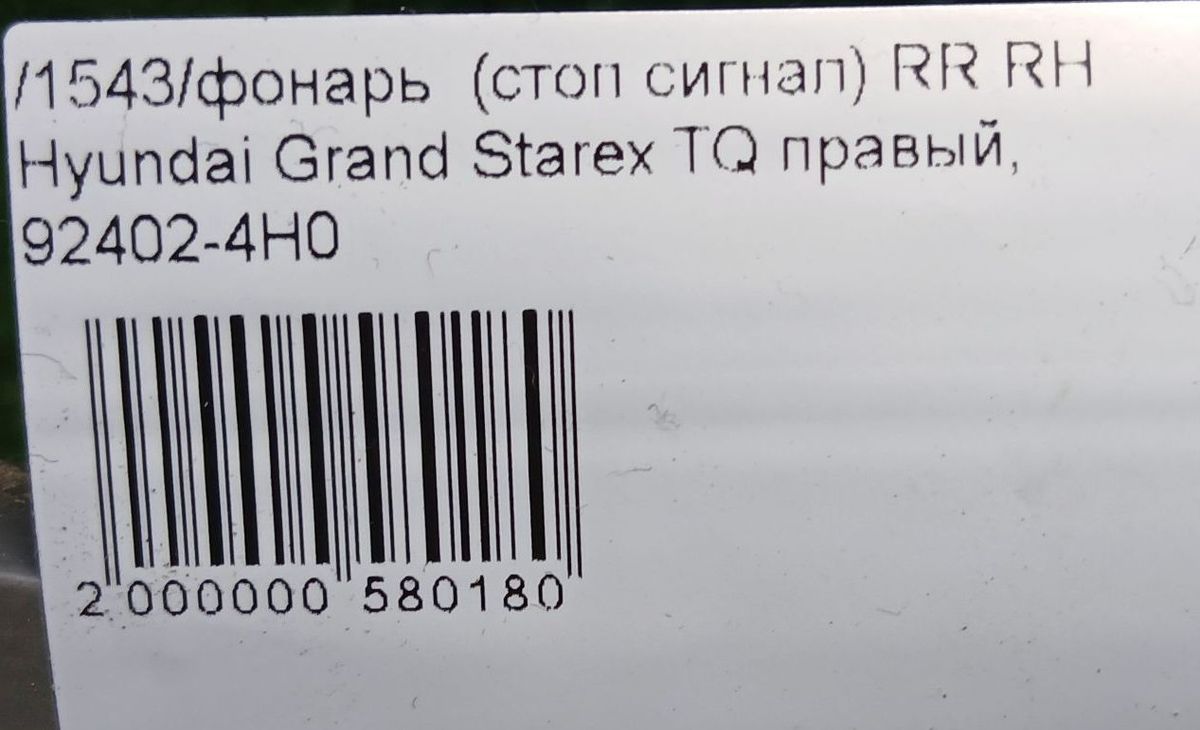 /1543/фонарь (стоп сигнал) RR RH
Hyundai Grand Starex TQ правый,
92402-4H0
2 000000 580180